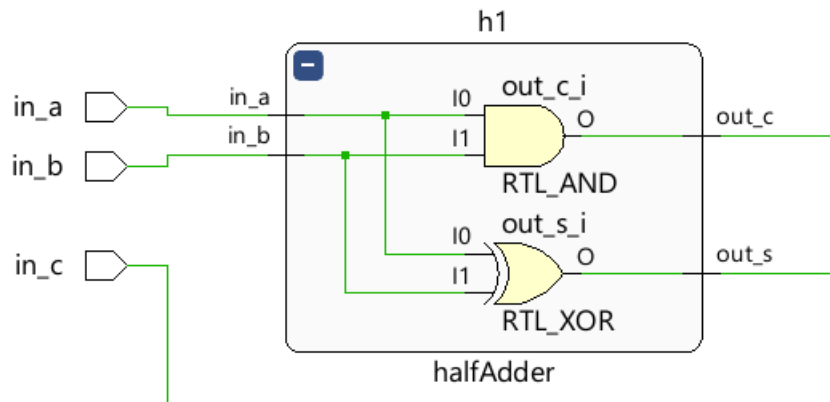 h1
in_a
in_a
I0
out_c_i
O
out_c
in_b
in_b
I1
RTL_AND
out_s_i
in_c
I0
O
out_s
I1
RTL_XOR
halfAdder